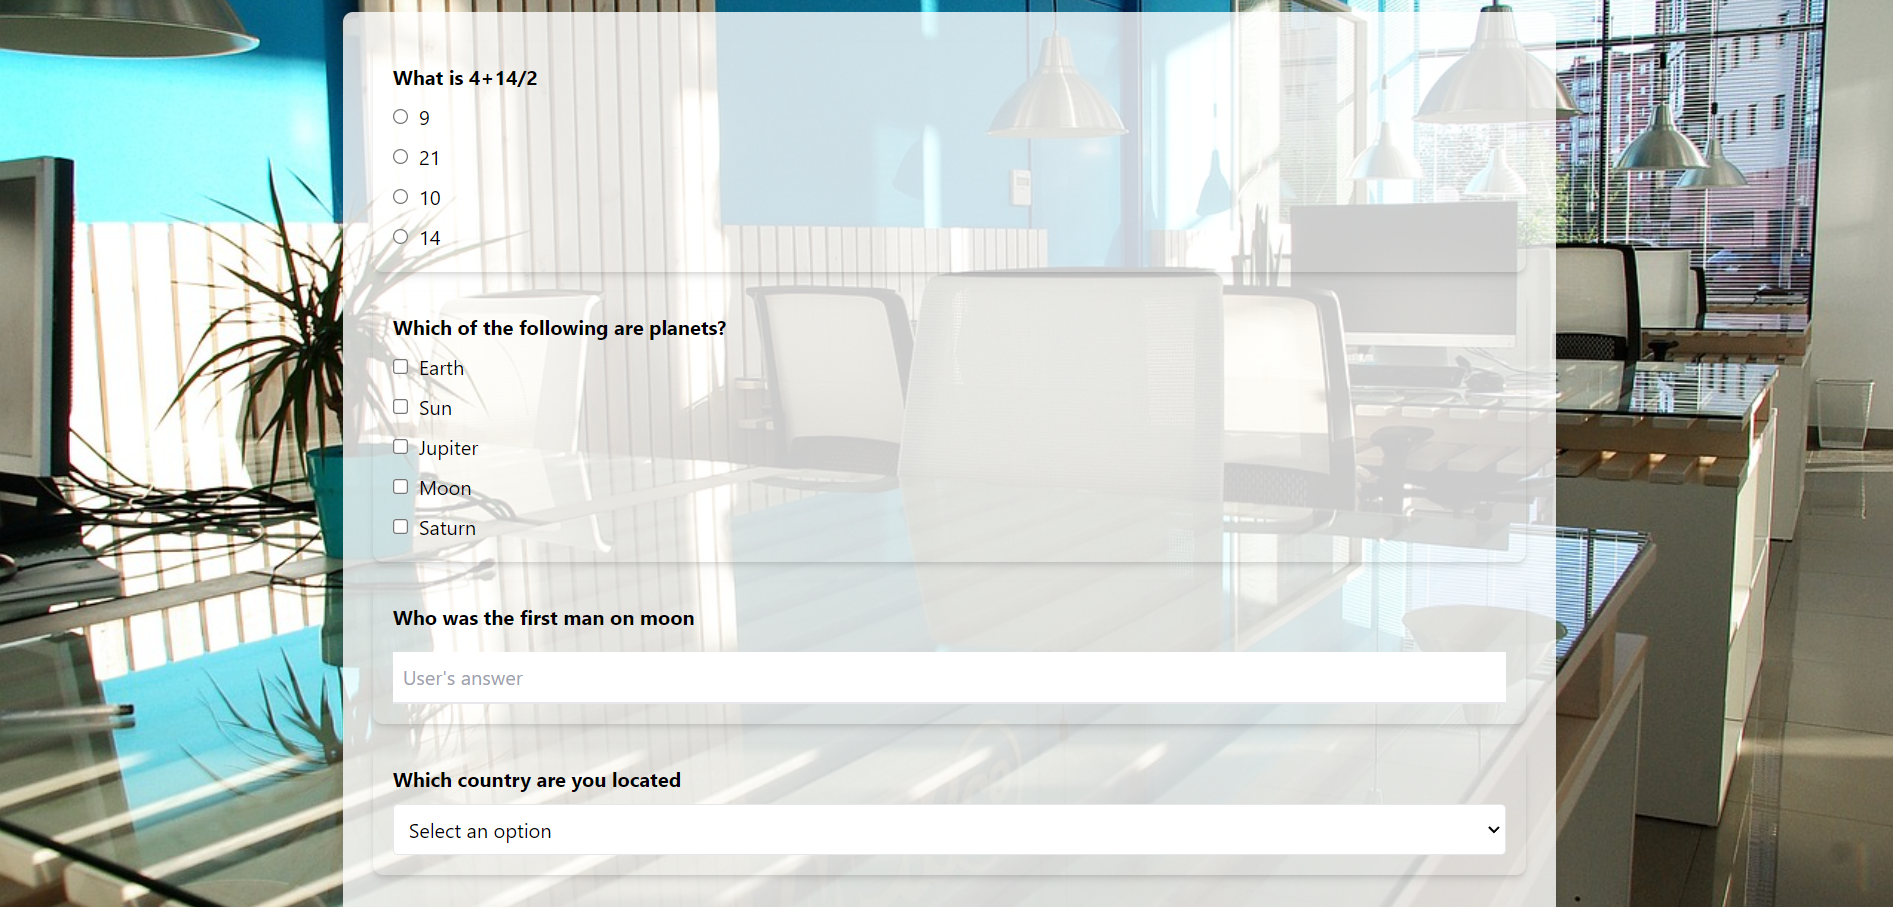 What is 4+14/2
9
21
10
14
Which of the following are planets?
Earth
Sun
Jupiter
Moon
Saturn
Who was the first man on moon
User's answer
Which country are you located
Select an option